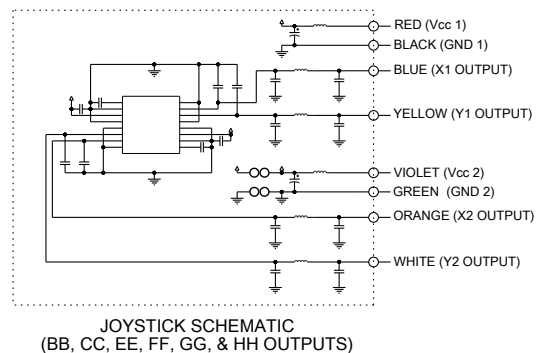 RED (Vcc 1)
BLACK (GND 1)
BLUE (X1 OUTPUT)
YELLOW (Y1 OUTPUT)
VIOLET (Vcc 2)
GREEN (GND 2)
ORANGE (X2 OUTPUT)
WHITE (Y2 OUTPUT)
JOYSTICK SCHEMATIC
(BB, CC, EE, FF, GG, & HH OUTPUTS)